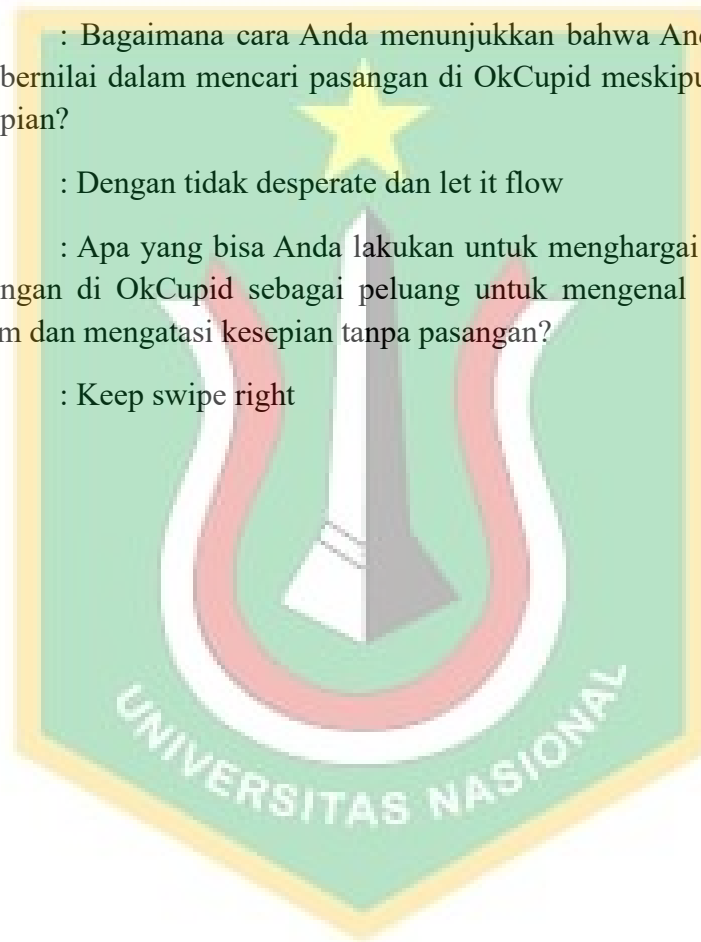 : Bagaimana cara Anda menunjukkan bahwa
bernilai dalam mencari pasangan di OkCupid
pian?
: Dengan tidak desperate dan let it flow
: Apa yang bisa Anda lakukan untuk menghargai
ngan di OkCupid sebagai peluang untuk mengenal
m dan mengatasi kesepian tanpa pasangan?
: Keep swipe right
UNIVERSITAS NASIONAL